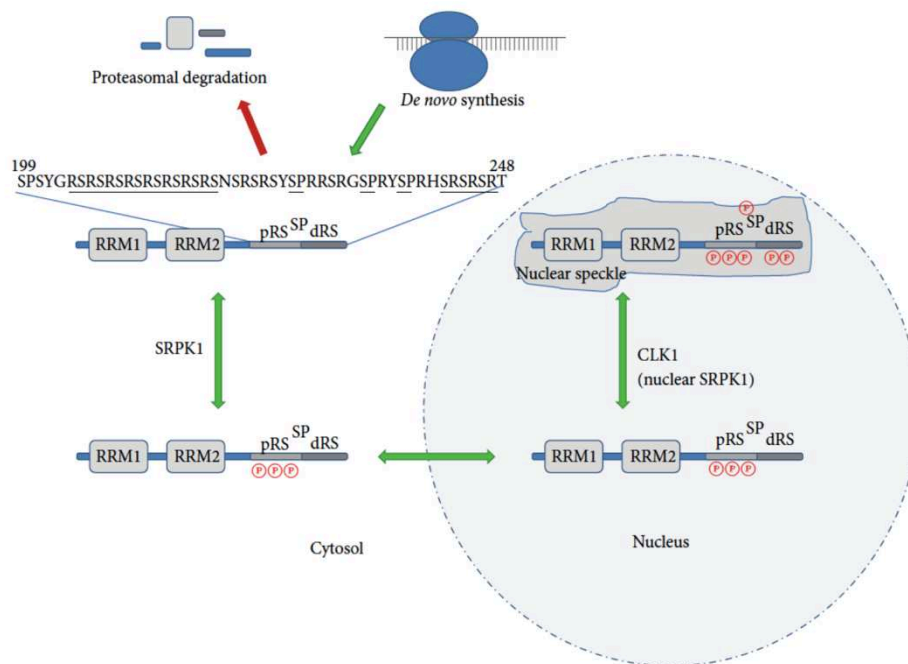 Proteasomal degradation
De novo synthesis
199
248
SPSYGRSRSRSRSRSRSRSNSRSRSYSPRRSRGSPRYSPRHSRSRSRT
RRM1 RRM2 pRS SP dRS
P
RRM1 RRM2 pRS SP dRS
P P P P P
Nuclear speckle
SRPK1
CLK1
(nuclear SRPK1)
RRM1 RRM2 pRS SP dRS
P P P
RRM1 RRM2 pRS SP dRS
P P P
Cytosol
Nucleus